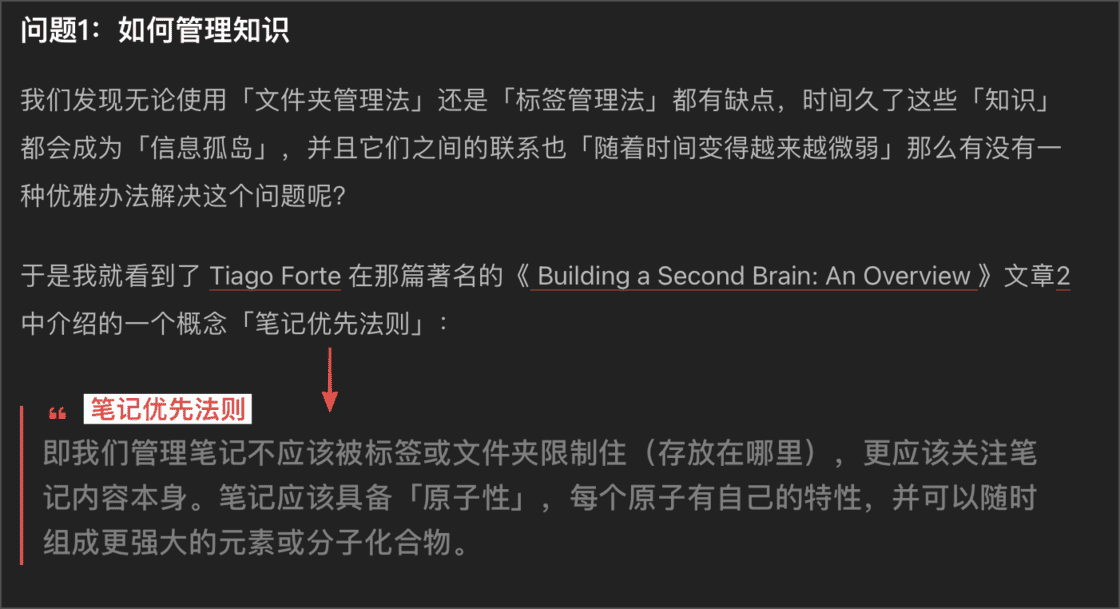 问题1：如何管理知识
我们发现无论使用「文件夹管理法」还是「标签管理法」都有缺点，时间久了这些「知识」
都会成为「信息孤岛」，并且它们之间的联系也「随着时间变得越来越微弱」那么有没有一
种优雅办法解决这个问题呢？
于是我就看到了 Tiago Forte 在那篇著名的《 Building a Second Brain: An Overview 》文章2
中介绍的一个概念「笔记优先法则」：
“ 笔记优先法则
即我们管理笔记不应该被标签或文件夹限制住（存放在哪里），更应该关注笔
记内容本身。笔记应该具备「原子性」，每个原子有自己的特性，并可以随时
组成更强大的元素或分子化合物。